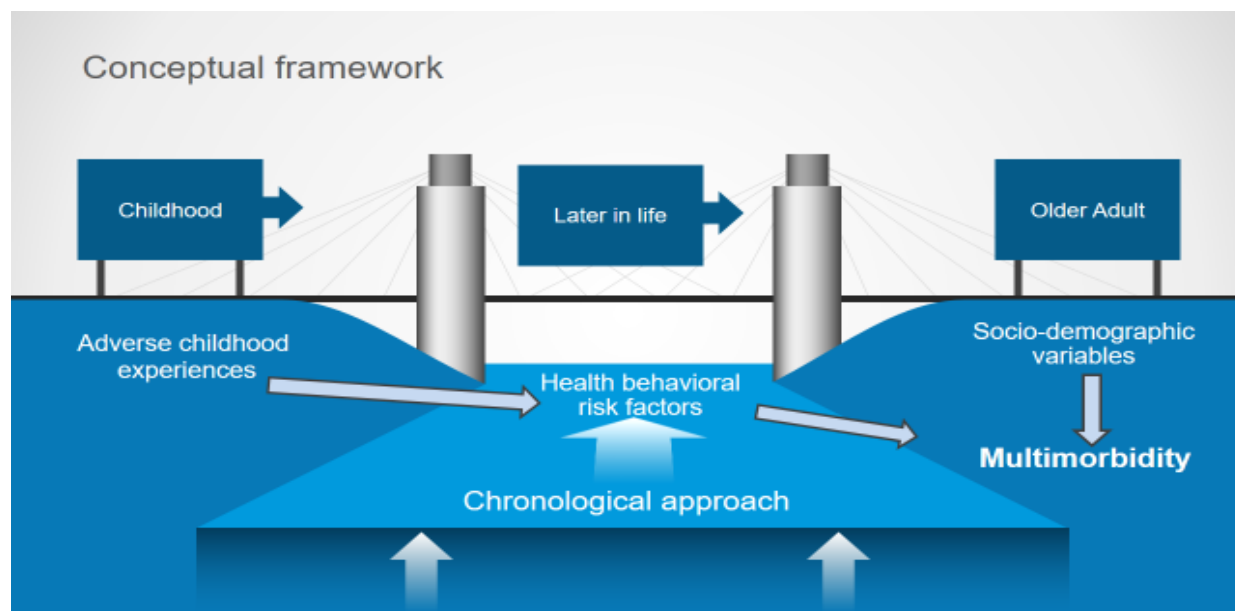 Conceptual framework
Childhood
Later in life
Older Adult
Adverse childhood
experiences
Health behavioral
risk factors
Socio-demographic
variables
Multimorbidity
Chronological approach